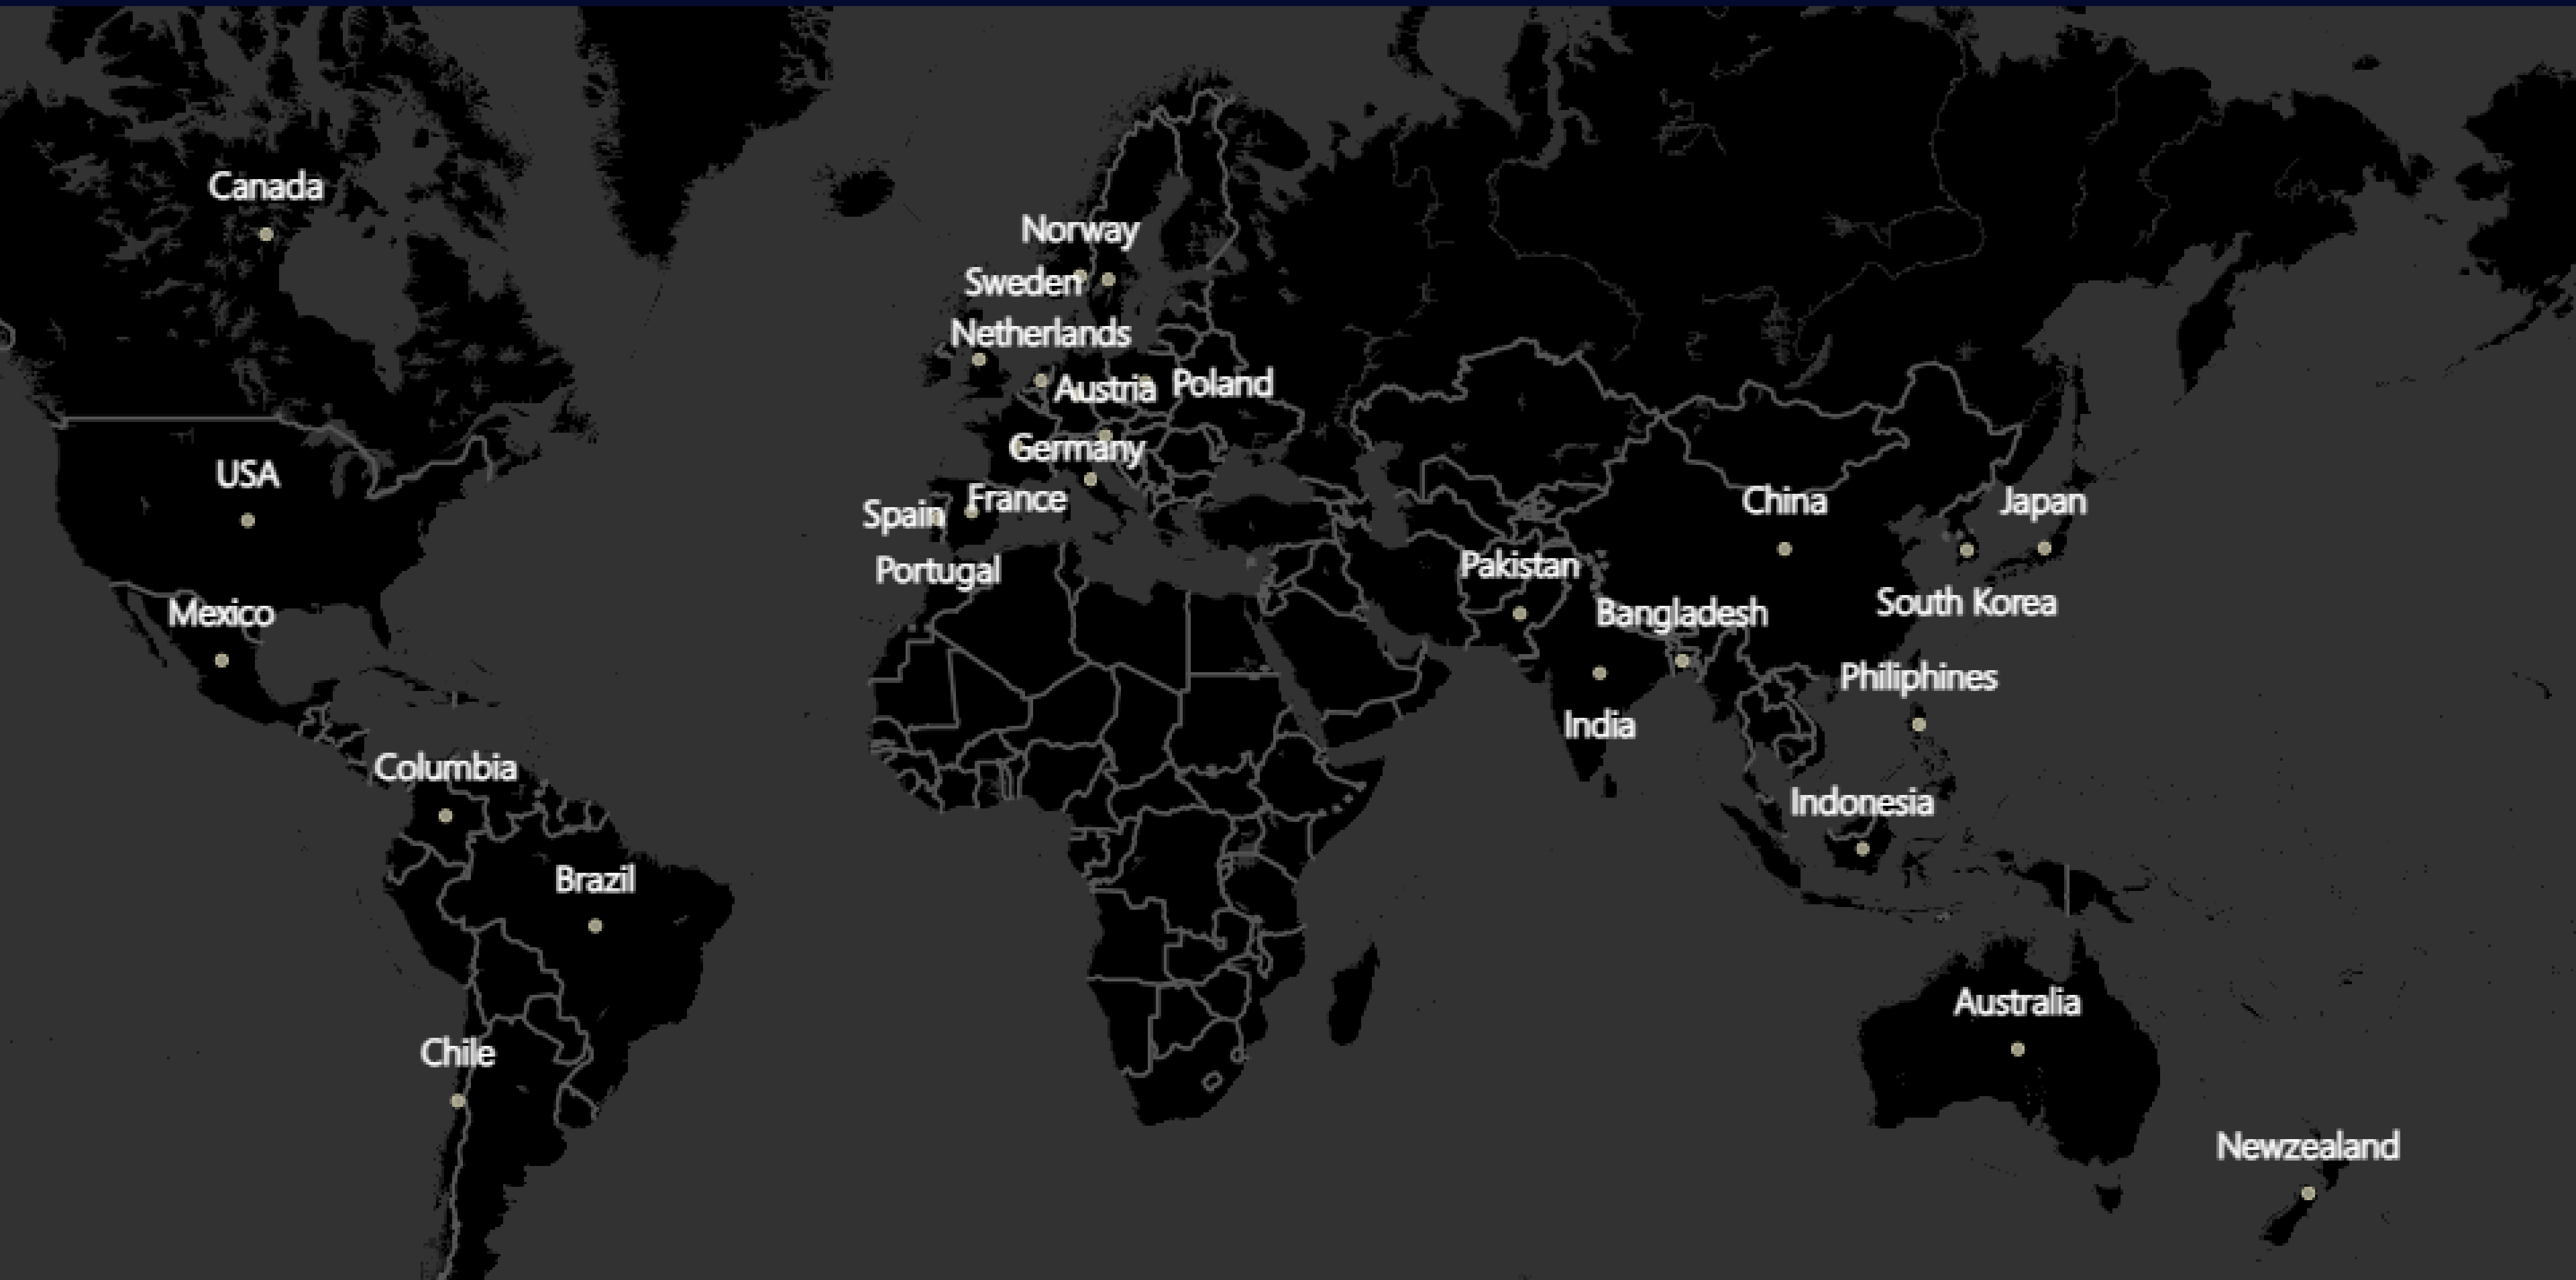 Canada
Norway
Sweden
Netherlands
Austria
Poland
Germany
USA
France
Spain
China
Japan
Portugal
Pakistan
Mexico
Bangladesh
South Korea
Philiphines
India
Columbia
Indonesia
Brazil
Australia
Chile
Newzealand